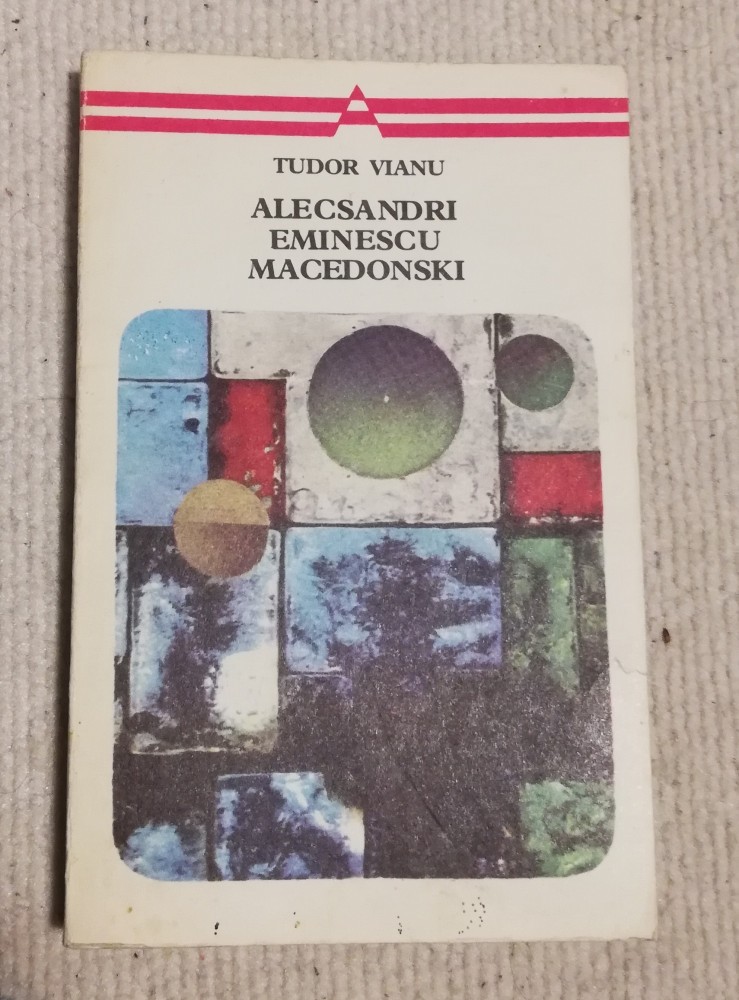 A
TUDOR VIANU
ALECSANDRI
EMINESCU
MACEDONSKI